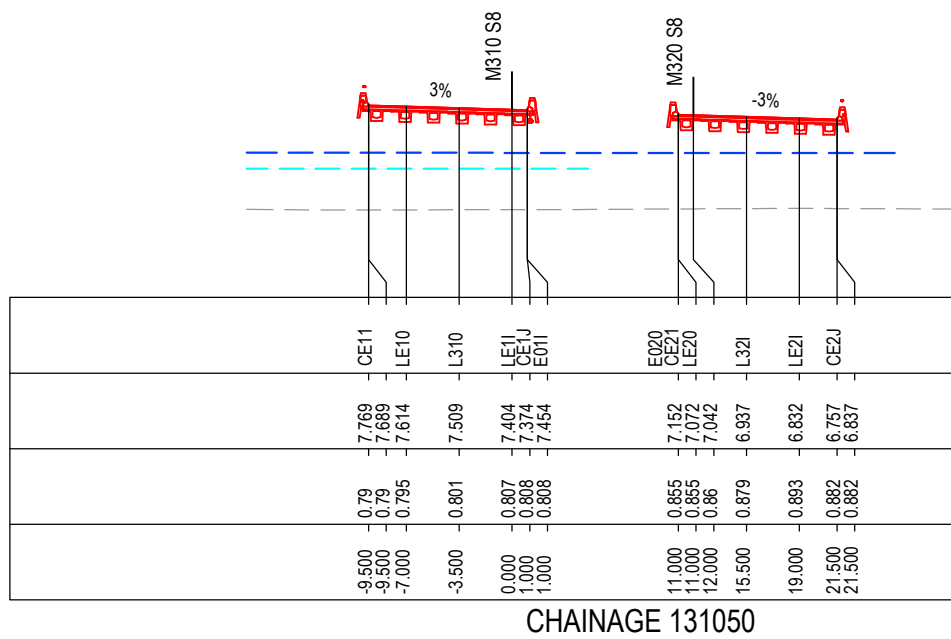 M310 S8
M320 S8
3%
-3%
CE11 LE10 L310 LE1I CE1J E01I E020 CE21 LE20 L32I LE2I CE2J
7.769 7.689 7.614 7.509 7.404 7.374 7.454 7.152 7.072 7.042 6.937 6.832 6.757 6.837
0.79 0.79 0.795 0.801 0.807 0.808 0.808 0.855 0.855 0.86 0.879 0.893 0.882 0.882
-9.500 -9.500 -7.000 -3.500 0.000 1.000 1.000 11.000 11.000 12.000 15.500 19.000 21.500 21.500
CHAINAGE 131050